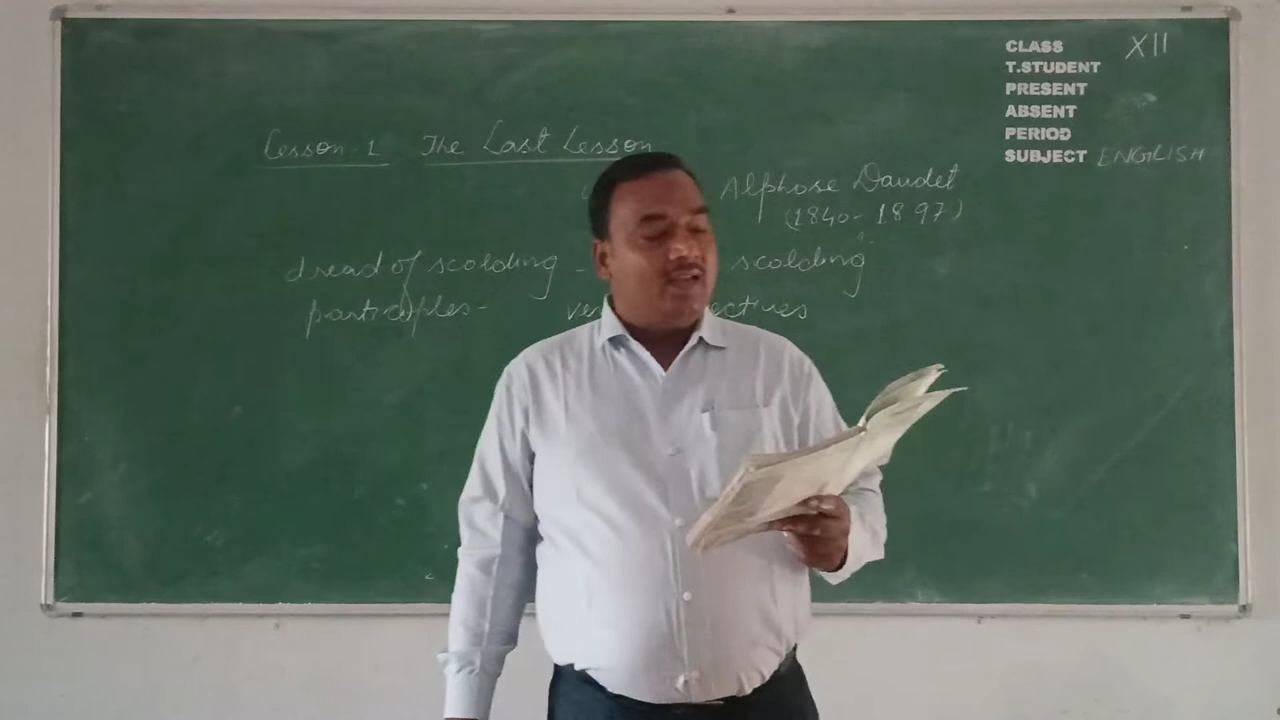 CLASS XII
T.STUDENT
PRESENT
ABSENT
PERIOD
SUBJECT ENGLISH
Lesson-1 The Last Lesson
Alphose Daudet
(1840-1897)
dread of scolding - scolding
participles- ver ectives